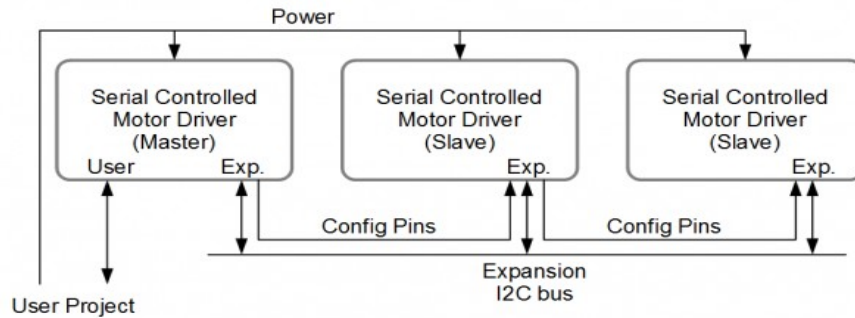 Power
Serial Controlled
Motor Driver
(Master)
User Exp.
Serial Controlled
Motor Driver
(Slave)
Exp.
Serial Controlled
Motor Driver
(Slave)
Exp.
Config Pins
Config Pins
Expansion
I2C bus
User Project